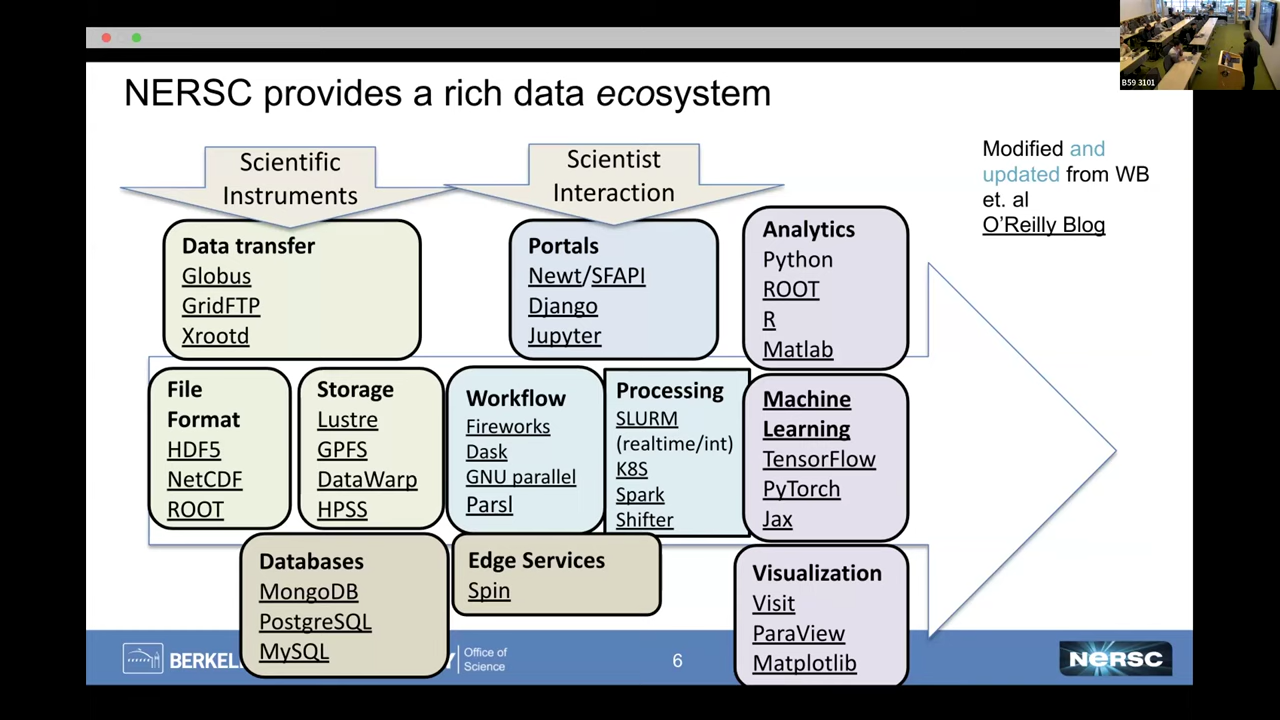 B59 3101
NERSC provides a rich data ecosystem
Scientific
Instruments
Scientist
Interaction
Modified and
updated from WB
et. al
O'Reilly Blog
Data transfer
Globus
GridFTP
Xrootd
Portals
Newt/SFAPI
Django
Jupyter
Analytics
Python
ROOT
R
Matlab
File
Format
HDF5
NetCDF
ROOT
Storage
Lustre
GPFS
DataWarp
HPSS
Workflow
Fireworks
Dask
GNU parallel
Parsl
Processing
SLURM
(realtime/int)
K8S
Spark
Shifter
Machine
Learning
TensorFlow
PyTorch
Jax
Databases
MongoDB
PostgreSQL
MySQL
Edge Services
Spin
Visualization
Visit
ParaView
Matplotlib
Office of
Science
6
NERSC